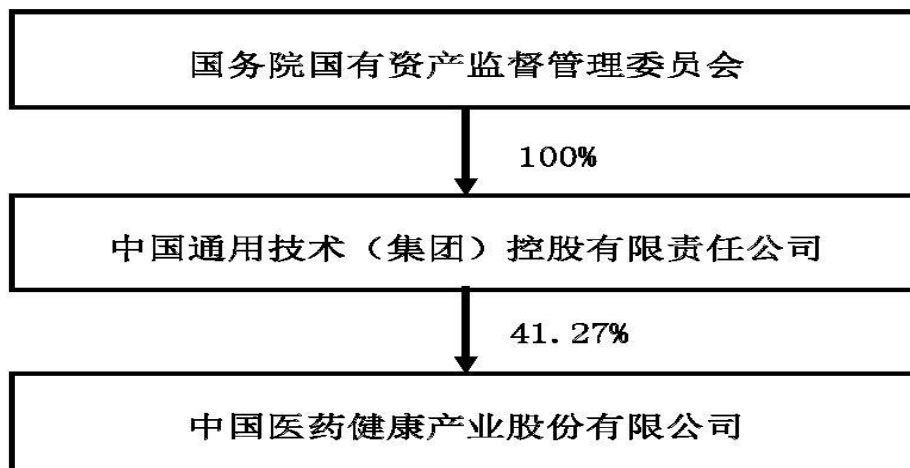 国务院国有资产监督管理委员会
100%
中国通用技术（集团）控股有限责任公司
41.27%
中国医药健康产业股份有限公司